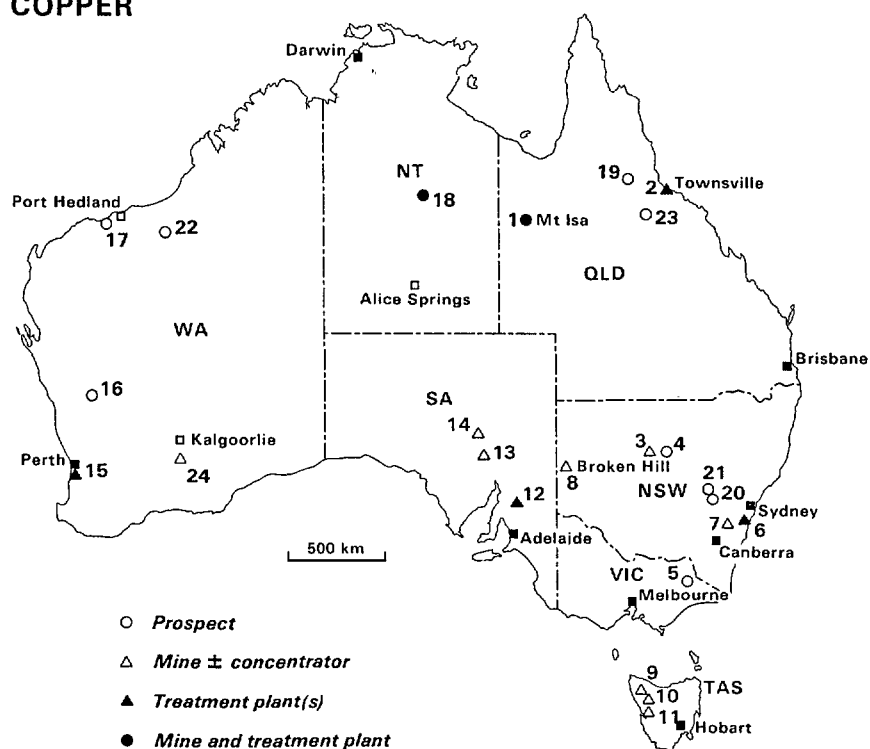 COPPER
Darwin
NT
18
Port Hedland
17
22
19
2 Townsville
23
1 Mt Isa
QLD
Alice Springs
WA
16
Brisbane
SA
14
13
3
4
Kalgoorlie
24
Perth
15
8
Broken Hill
NSW
21
20
Sydney
6
7
Canberra
12
Adelaide
500 km
VIC
5
Melbourne
9
10
11
TAS
Hobart
Prospect
Mine ± concentrator
Treatment plant(s)
Mine and treatment plant